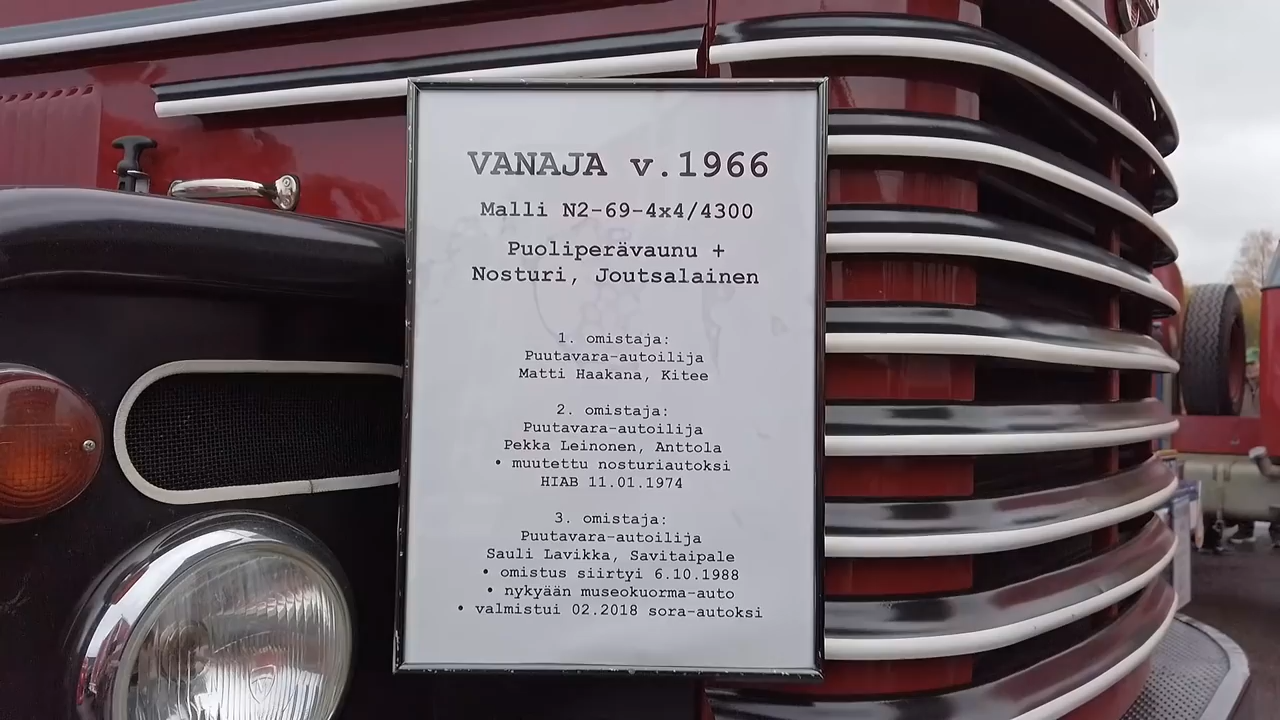 VANAJA v.1966
Malli N2-69-4x4/4300
Puoliperävaunu +
Nosturi, Joutsalainen
1. omistaja:
Puutavara-autoilija
Matti Haakana, Kitee
2. omistaja:
Puutavara-autoilija
Pekka Leinonen, Anttola
• muutettu nosturiautoksi
HIAB 11.01.1974
3. omistaja:
Puutavara-autoilija
Sauli Lavikka, Savitaipale
• omistus siirtyi 6.10.1988
• nykyään museokuorma-auto
• valmistui 02.2018 sora-autoksi